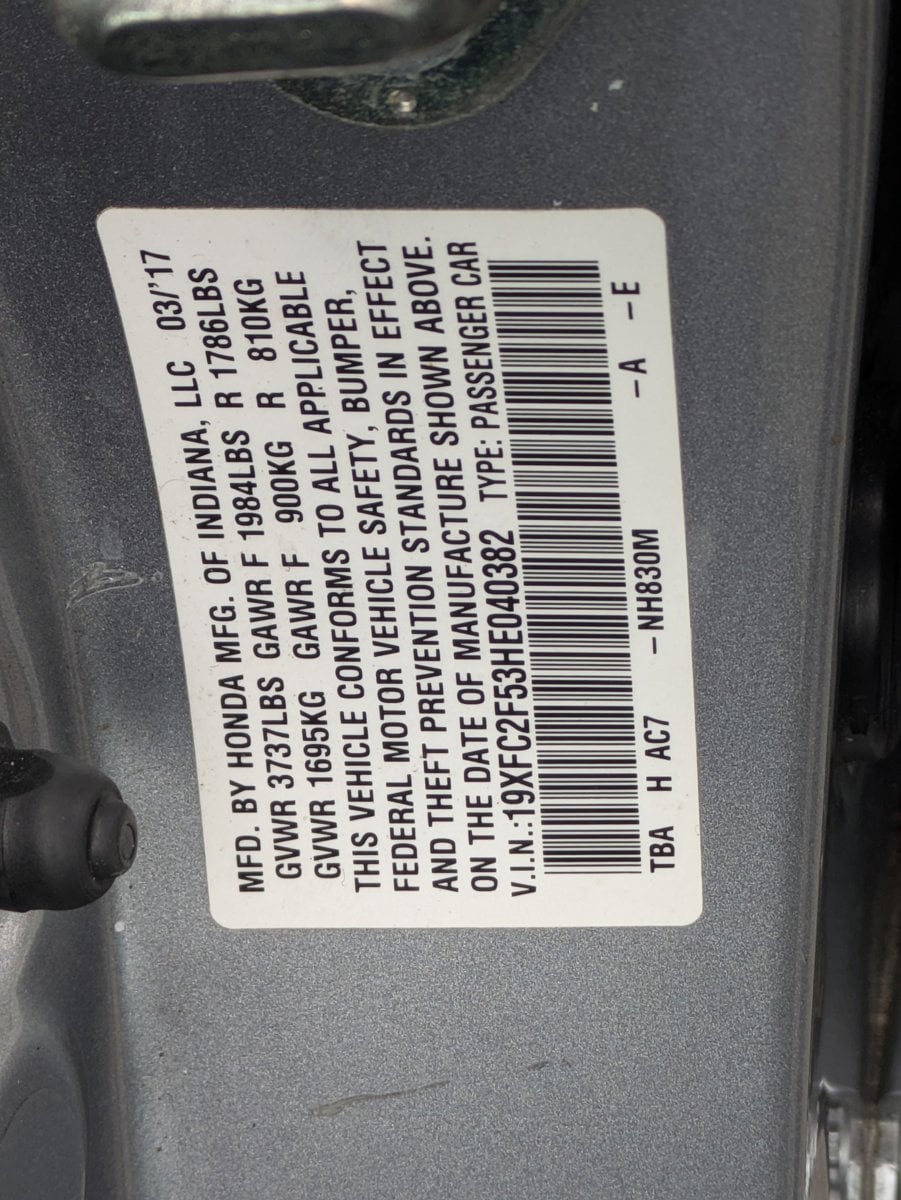 MFD. BY HONDA MFG. OF INDIANA, LLC 03/'17
GVWR 3737LBS GAWR F 1984LBS R 1786LBS
GVWR 1695KG GAWR F 900KG R 810KG
THIS VEHICLE CONFORMS TO ALL APPLICABLE
FEDERAL MOTOR VEHICLE SAFETY, BUMPER,
AND THEFT PREVENTION STANDARDS IN EFFECT
ON THE DATE OF MANUFACTURE SHOWN ABOVE.
V.I.N.:19XFC2F53HE040382 TYPE: PASSENGER CAR
TBA H AC7 – NH830M –A –E